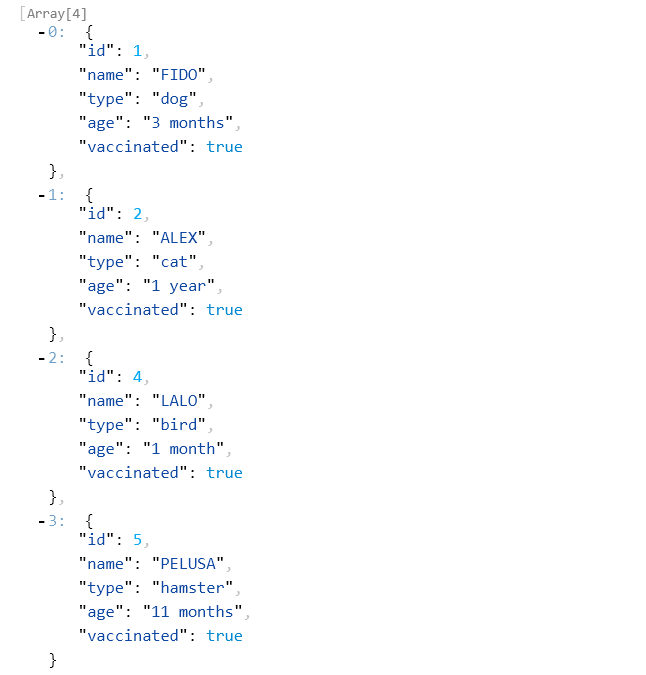 [Array[4]
-0: {
"id": 1,
"name": "FIDO",
"type": "dog",
"age": "3 months",
"vaccinated": true
},
-1: {
"id": 2,
"name": "ALEX",
"type": "cat",
"age": "1 year",
"vaccinated": true
},
-2: {
"id": 4,
"name": "LALO",
"type": "bird",
"age": "1 month",
"vaccinated": true
},
-3: {
"id": 5,
"name": "PELUSA",
"type": "hamster",
"age": "11 months",
"vaccinated": true
}